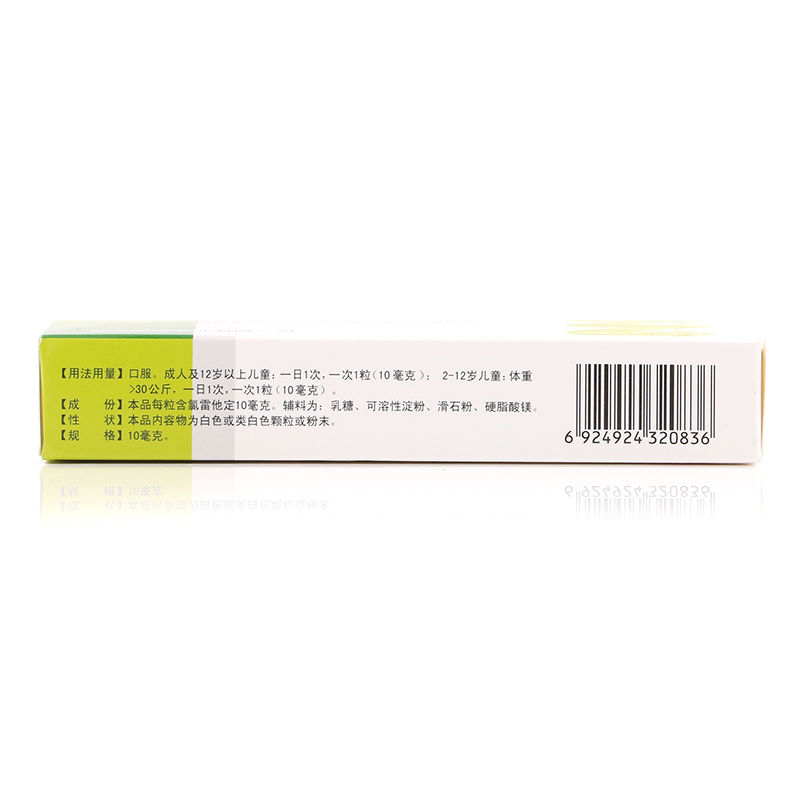 【用法用量】口服。成人及12岁以上儿童：一日1次，一次1粒（10毫克）； 2-12岁儿童：体重
>30公斤，一日1次，一次1粒（10毫克）。
【成　份】本品每粒含氯雷他定10毫克。辅料为：乳糖、可溶性淀粉、滑石粉、硬脂酸镁。
【性　状】本品内容物为白色或类白色颗粒或粉末。
【规　格】10毫克。
6 924924 320836